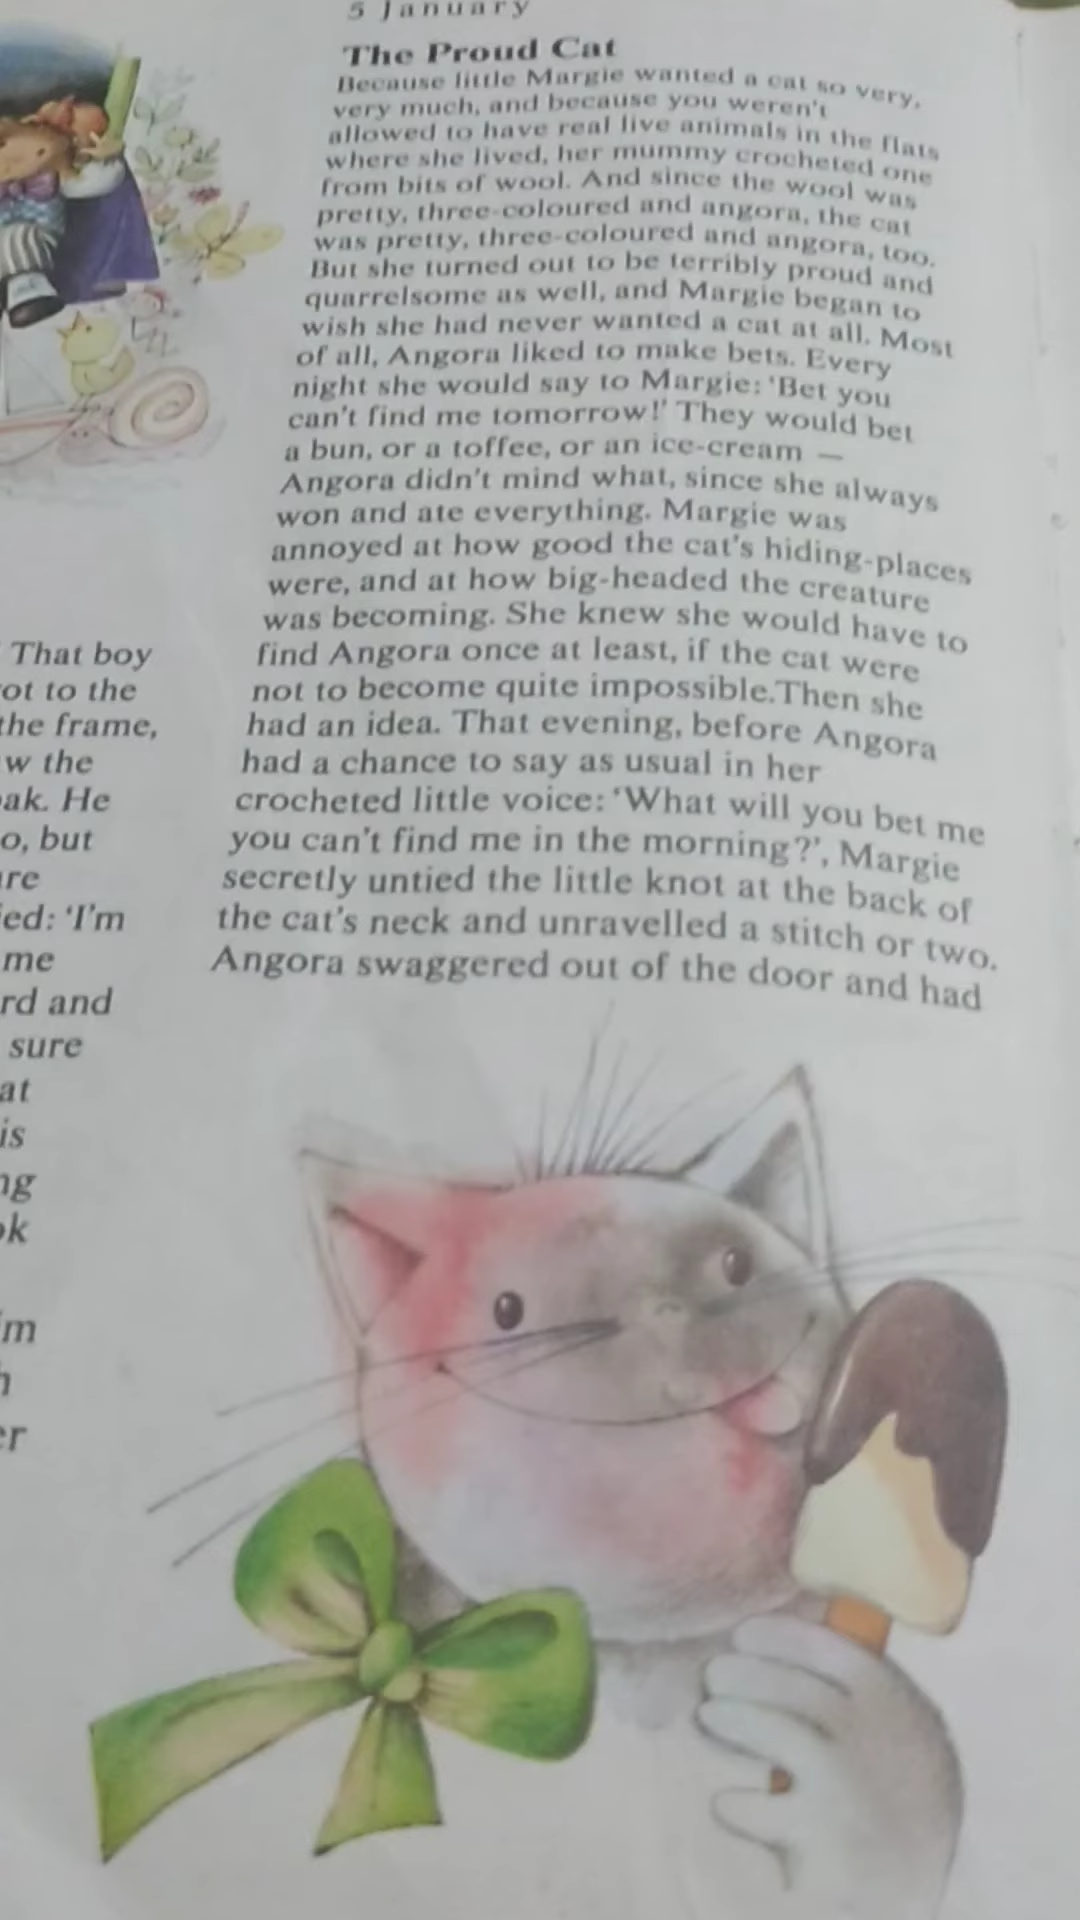 5 January
The Proud Cat
Because little Margie wanted a cat so very,
very much, and because you weren't
allowed to have real live animals in the flats
where she lived, her mummy crocheted one
from bits of wool. And since the wool was
pretty, three-coloured and angora, the cat
was pretty, three-coloured and angora, too.
But she turned out to be terribly proud and
quarrelsome as well, and Margie began to
wish she had never wanted a cat at all. Most
of all, Angora liked to make bets. Every
night she would say to Margie: 'Bet you
can't find me tomorrow!' They would bet
a bun, or a toffee, or an ice-cream —
Angora didn't mind what, since she always
won and ate everything. Margie was
annoyed at how good the cat's hiding-places
were, and at how big-headed the creature
was becoming. She knew she would have to
find Angora once at least, if the cat were
not to become quite impossible.Then she
had an idea. That evening, before Angora
had a chance to say as usual in her
crocheted little voice: 'What will you bet me
you can't find me in the morning?', Margie
secretly untied the little knot at the back of
the cat's neck and unravelled a stitch or two.
Angora swaggered out of the door and had
That boy
to the
the frame,
the
He
but
'I'm
me
and
sure
at
is